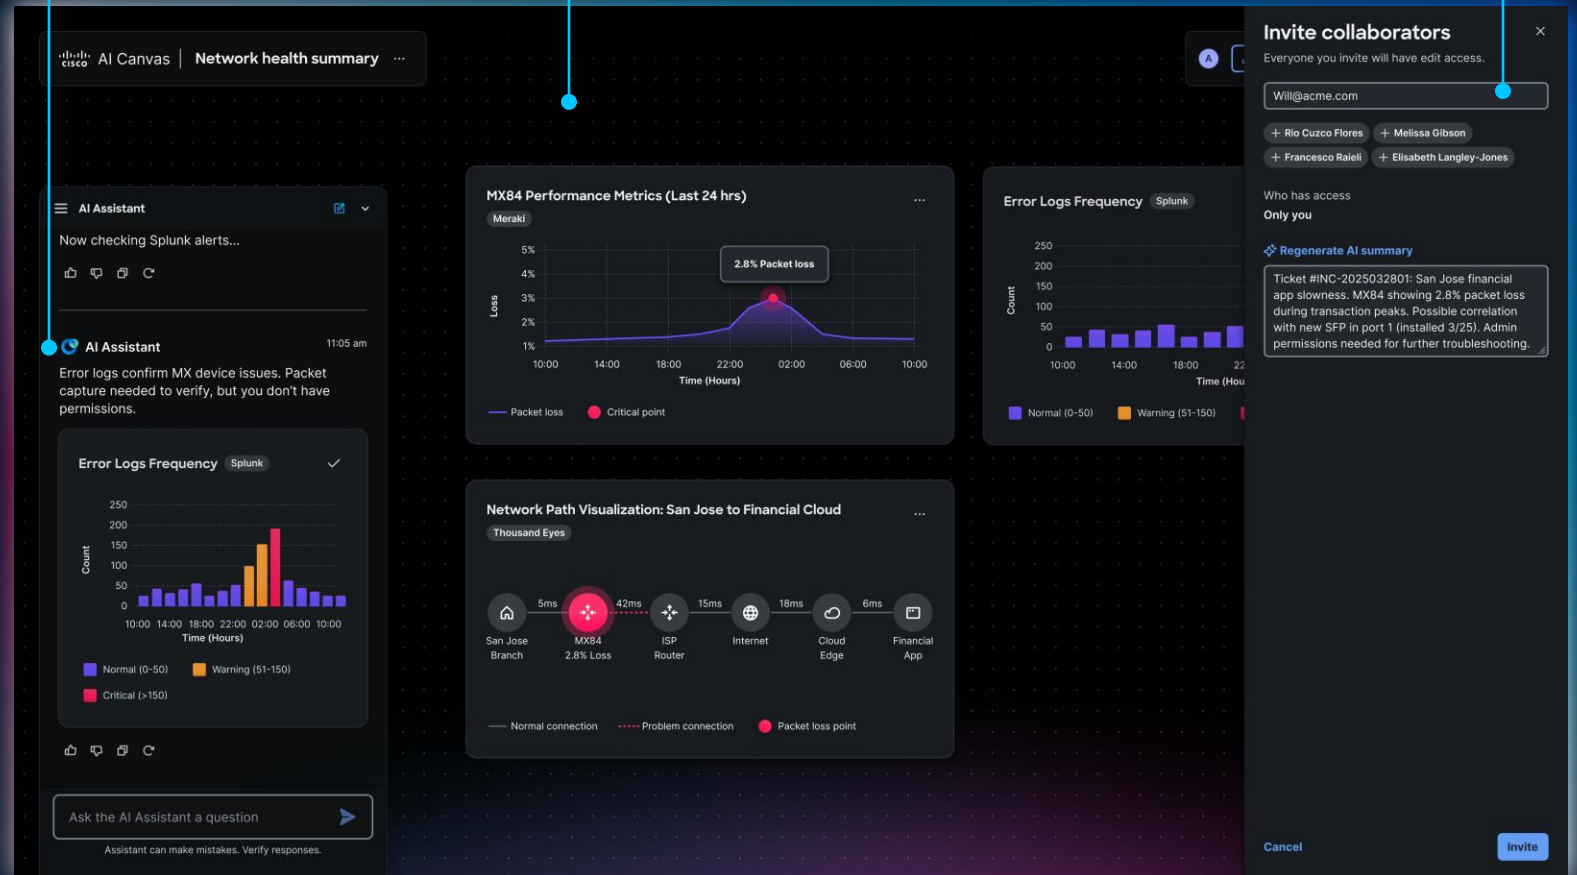 cisco AI Canvas | Network health summary ...
A
AI Assistant
Now checking Splunk alerts...
AI Assistant 11:05 am
Error logs confirm MX device issues. Packet
capture needed to verify, but you don't have
permissions.
Error Logs Frequency Splunk
250
200
150
100
50
0
Count
10:00 14:00 18:00 22:00 02:00 06:00 10:00
Time (Hours)
Normal (0-50) Warning (51-150)
Critical (>150)
Ask the AI Assistant a question
Assistant can make mistakes. Verify responses.
MX84 Performance Metrics (Last 24 hrs) ...
Meraki
5%
4%
3%
2%
1%
Loss
2.8% Packet loss
10:00 14:00 18:00 22:00 02:00 06:00 10:00
Time (Hours)
Packet loss Critical point
Network Path Visualization: San Jose to Financial Cloud ...
Thousand Eyes
5ms 42ms 15ms 18ms 6ms
San Jose MX84 ISP Internet Cloud Financial
Branch 2.8% Loss Router Edge App
Normal connection Problem connection Packet loss point
Error Logs Frequency Splunk
250
200
150
100
50
0
Count
10:00 14:00 18:00 22
Time (Hou
Normal (0-50) Warning (51-150)
Invite collaborators
Everyone you invite will have edit access.
Will@acme.com
+ Rio Cuzco Flores + Melissa Gibson
+ Francesco Raieli + Elisabeth Langley-Jones
Who has access
Only you
Regenerate AI summary
Ticket #INC-2025032801: San Jose financial
app slowness. MX84 showing 2.8% packet loss
during transaction peaks. Possible correlation
with new SFP in port 1 (installed 3/25). Admin
permissions needed for further troubleshooting.
Cancel Invite